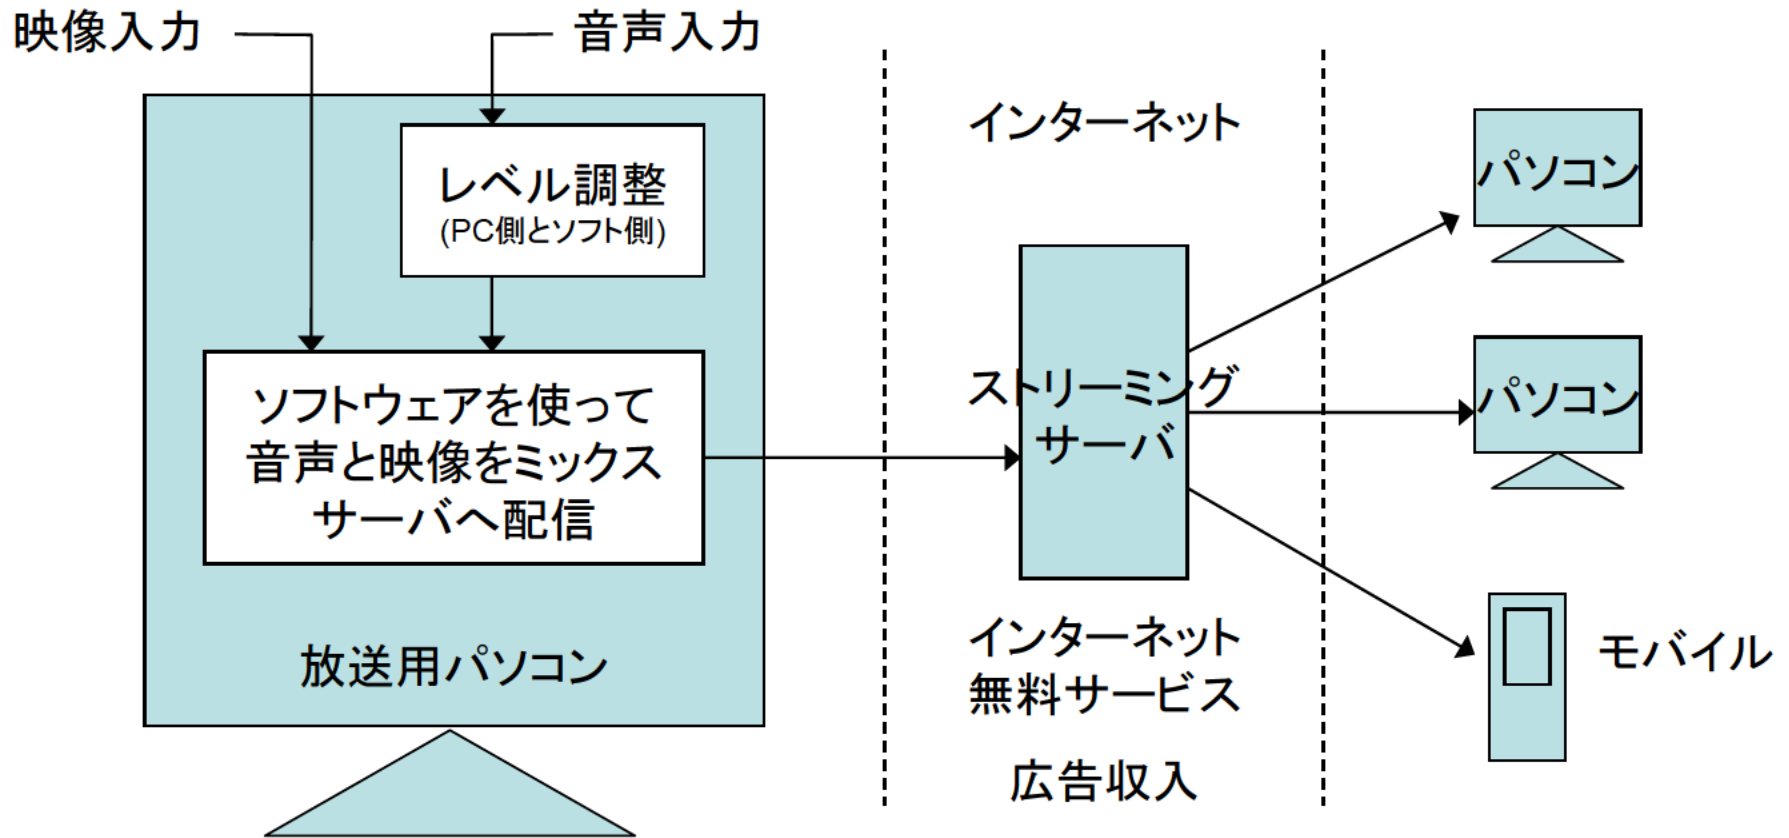 映像入力
音声入力
レベル調整
(PC側とソフト側)
ソフトウェアを使って
音声と映像をミックス
サーバへ配信
放送用パソコン
インターネット
ストリーミング
サーバ
インターネット
無料サービス
広告収入
パソコン
パソコン
モバイル